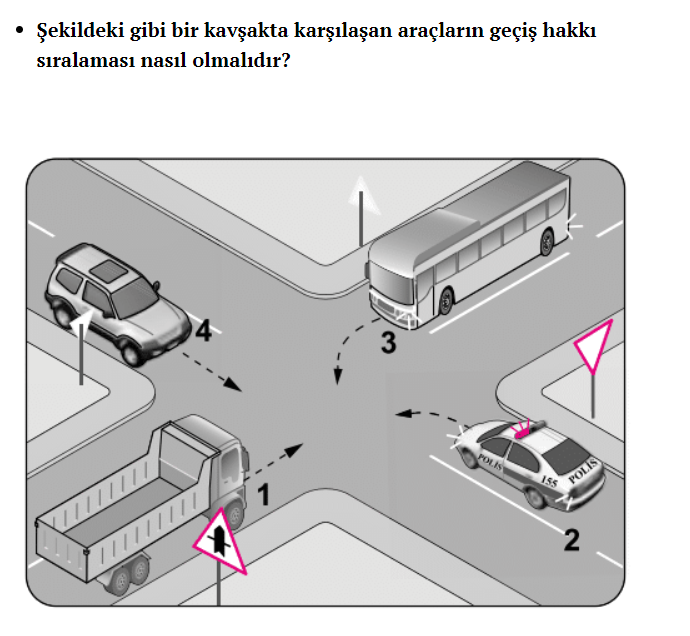 Şekildeki gibi bir kavşakta karşılaşan araçların geçiş hakkı
sıralaması nasıl olmalıdır?
4
3
1
POLİS
155 POLİS
2